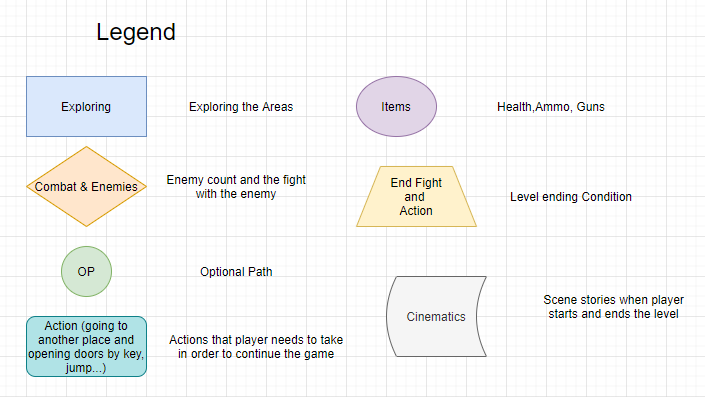 Legend
Exploring
Exploring the Areas
Items
Health,Ammo, Guns
Combat & Enemies
Enemy count and the fight
with the enemy
End Fight
and
Action
Level ending Condition
OP
Optional Path
Cinematics
Scene stories when player
starts and ends the level
Action (going to
another place and
opening doors by key,
jump...)
Actions that player needs to take
in order to continue the game